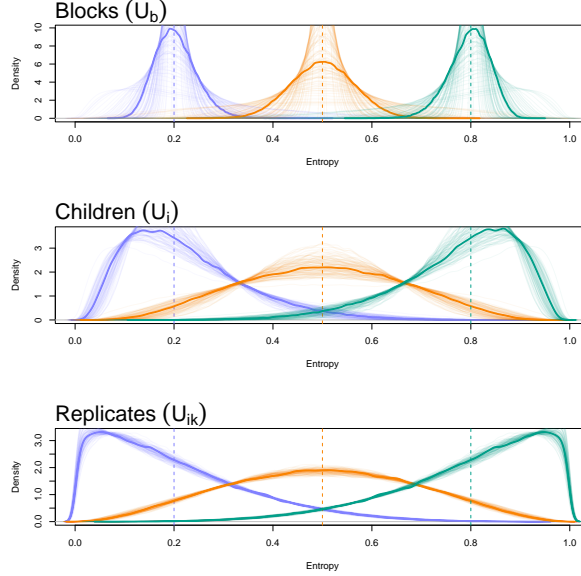 Blocks (U_b)
Density
0 2 4 6 8 10
0.0 0.2 0.4 0.6 0.8 1.0
Entropy
Children (U_i)
Density
0 1 2 3
0.0 0.2 0.4 0.6 0.8 1.0
Entropy
Replicates (U_ik)
Density
0.0 1.0 2.0 3.0
0.0 0.2 0.4 0.6 0.8 1.0
Entropy